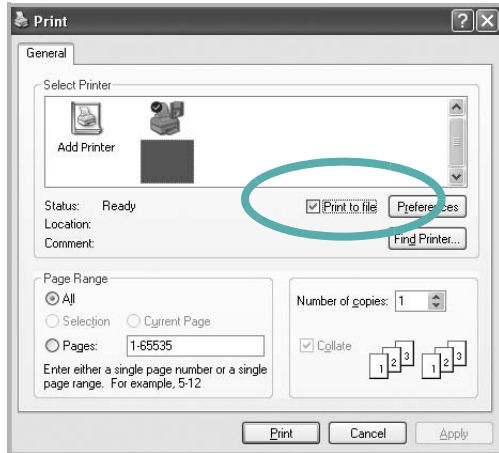 Print
General
Select Printer
Add Printer
Status: Ready
Print to file
Preferences
Location:
Comment:
Find Printer...
Page Range
All
Selection
Current Page
Pages: 1-65535
Enter either a single page number or a single
page range. For example, 5-12
Number of copies: 1
Collate
1 2 3 1 2 3
Print
Cancel
Apply